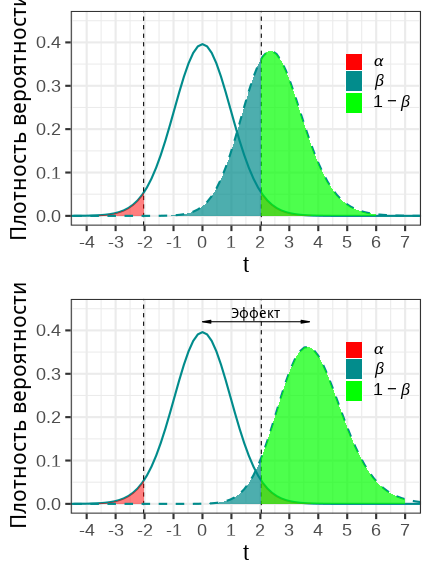 Плотность вероятности
0.4
0.3
0.2
0.1
0.0
α
β
1 − β
-4 -3 -2 -1 0 1 2 3 4 5 6 7
t
Плотность вероятности
0.4
0.3
0.2
0.1
0.0
Эффект
α
β
1 − β
-4 -3 -2 -1 0 1 2 3 4 5 6 7
t